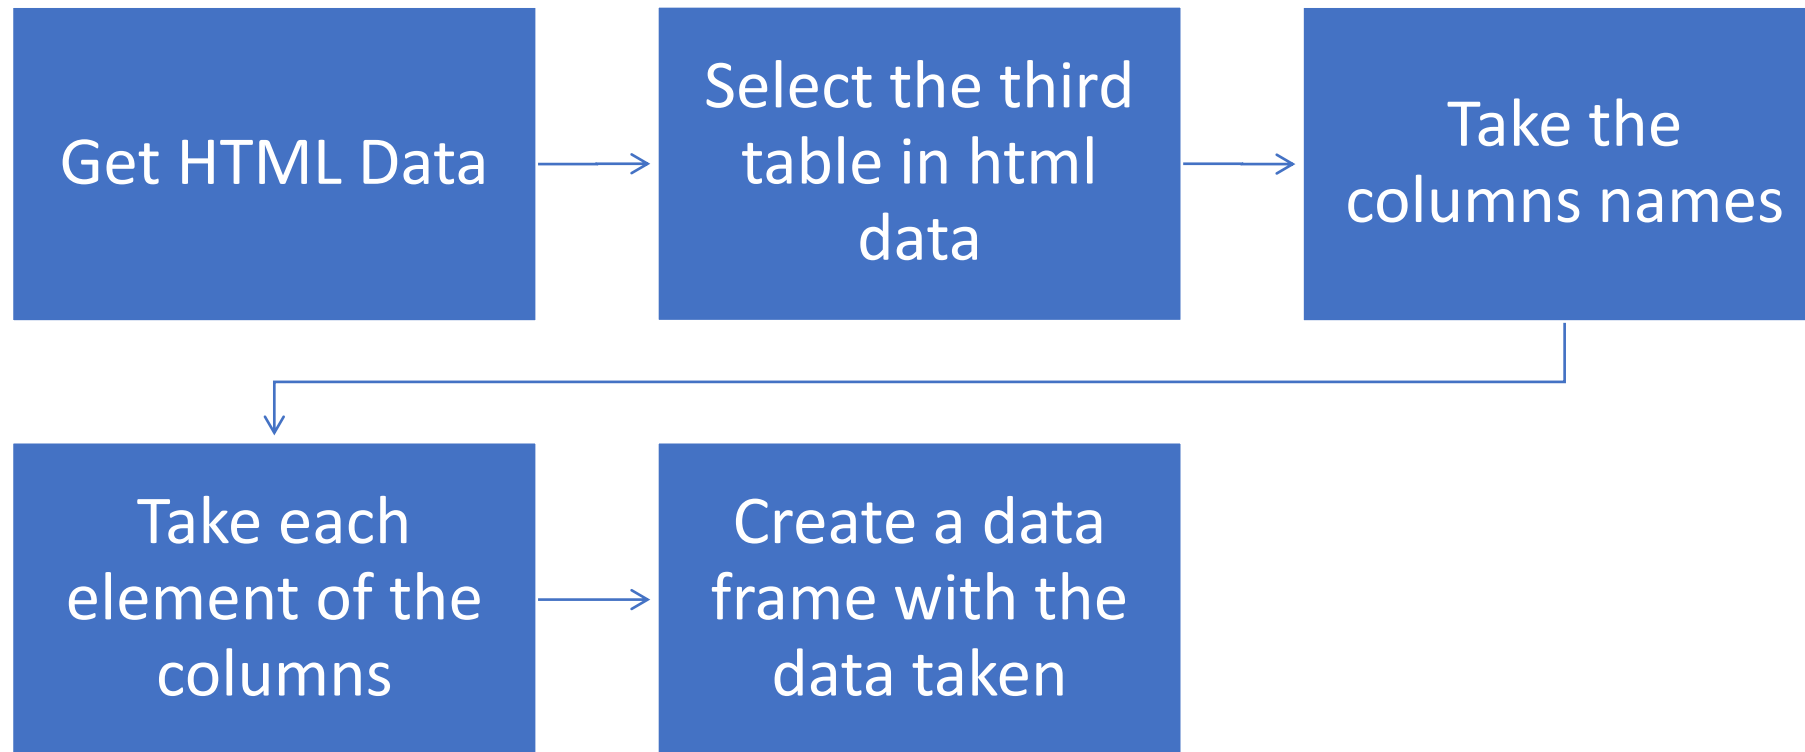 Get HTML Data
Select the third
table in html
data
Take the
columns names
Take each
element of the
columns
Create a data
frame with the
data taken